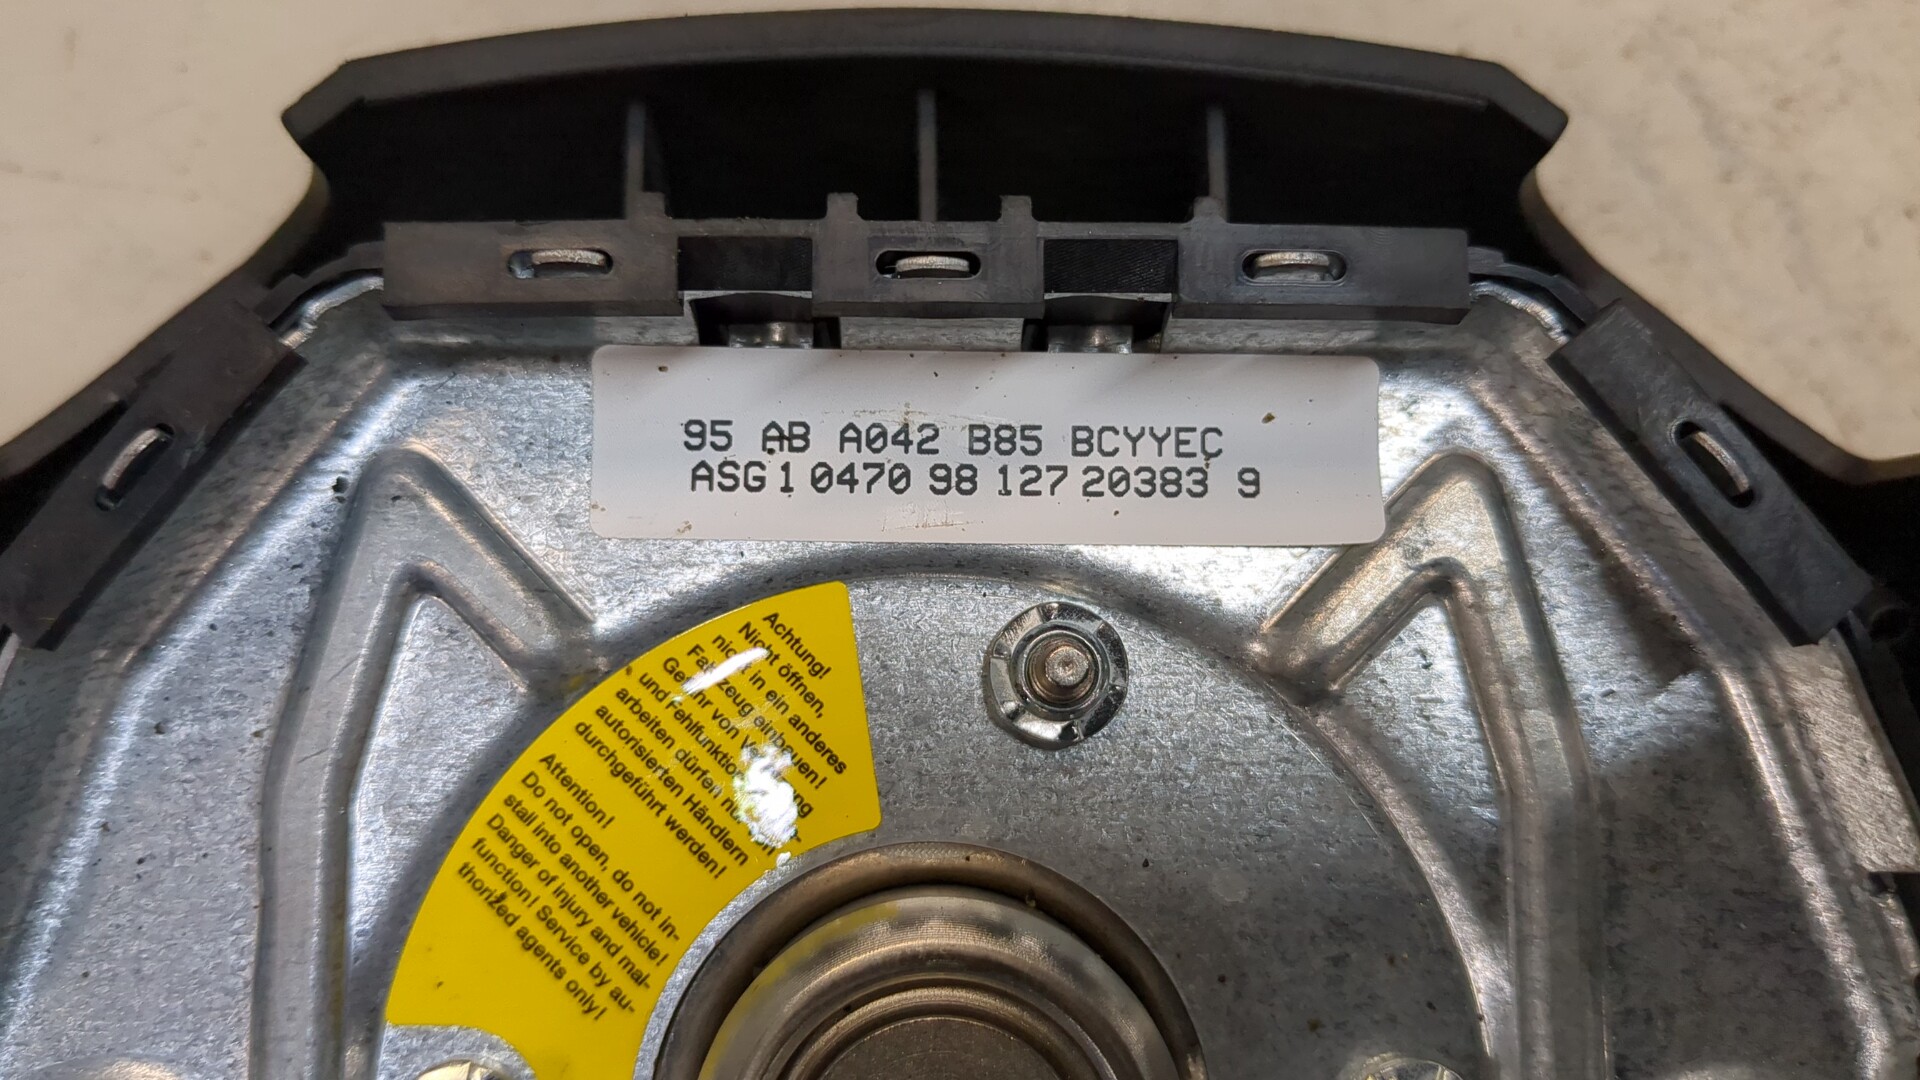 95 AB A042 B85 BCYYEC
ASG 1 0470 98 127 20383 9
Achtung!
Nicht öffnen,
nicht in ein anderes
Fahrzeug einbauen!
Gefahr von
und Fehlfunktion
arbeiten dürfen
autorisierten Händlern
durchgeführt werden!
Attention!
Do not open, do not in-
stall into another vehicle!
Danger of injury and mal-
function! Service by au-
thorized agents only!